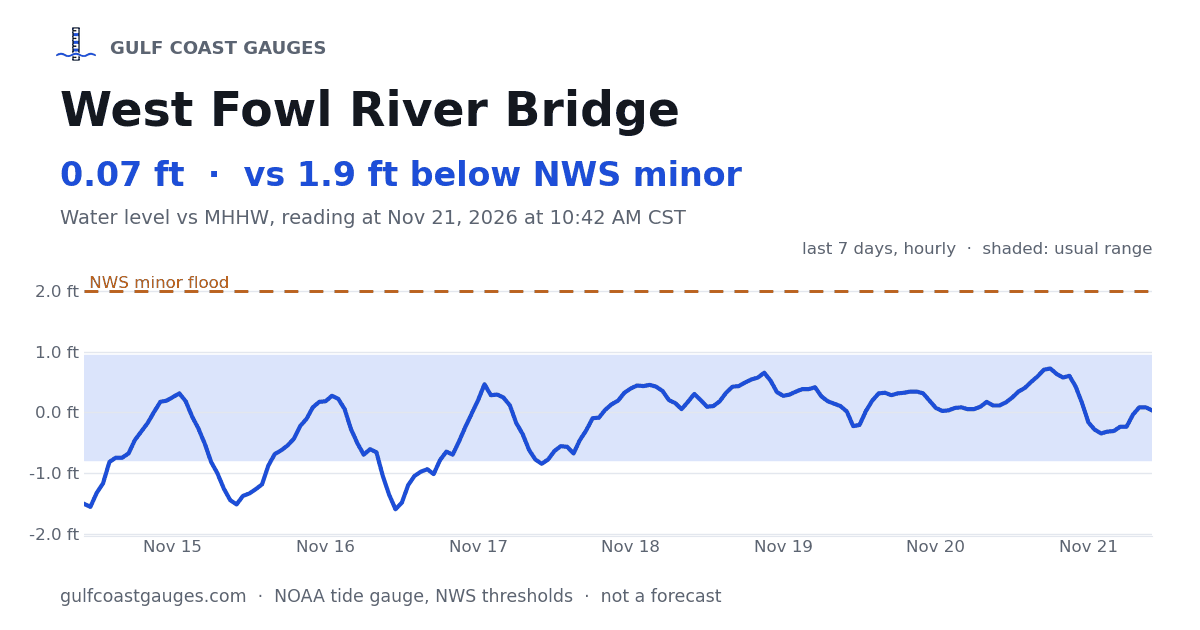 GULF COAST GAUGES
West Fowl River Bridge
0.07 ft · vs 1.9 ft below NWS minor
Water level vs MHHW, reading at Nov 21, 2026 at 10:42 AM CST
last 7 days, hourly · shaded: usual range
NWS minor flood
2.0 ft
1.0 ft
0.0 ft
-1.0 ft
-2.0 ft
Nov 15 Nov 16 Nov 17 Nov 18 Nov 19 Nov 20 Nov 21
gulfcoastgauges.com · NOAA tide gauge, NWS thresholds · not a forecast